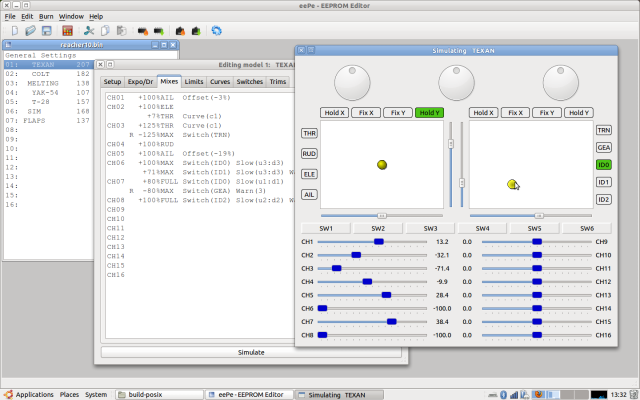 eePe - EEPROM Editor
File Edit Burn Window Help
reacher10.bin
General Settings
01: TEXAN 207
02: COLT 182
03: MELTING 138
04: YAK-54 107
05: T-28 157
06: SIM 168
07: FLAPS 137
08:
09:
10:
11:
12:
13:
14:
15:
16:
Editing model 1: TEXAN
Setup Expo/Dr Mixes Limits Curves Switches Trims
CH01 +100%AIL Offset(-3%)
CH02 +100%ELE
+7%THR Curve(c1)
CH03 +125%THR Curve(c1)
R -125%MAX Switch(TRN)
CH04 +100%RUD
CH05 +100%AIL Offset(-19%)
CH06 +100%MAX Switch(ID0) Slow(u3:d3)
+71%MAX Switch(ID1) Slow(u3:d3)
CH07 +80%FULL Switch(ID0) Slow(u1:d1)
R -80%MAX Switch(GEA) Warn(3)
CH08 +100%FULL Switch(ID2) Slow(u2:d2)
CH09
CH10
CH11
CH12
CH13
CH14
CH15
CH16
Simulate
Simulating TEXAN
Hold X Fix X Fix Y Hold Y Hold X Fix X Fix Y Hold Y
THR
RUD
ELE
AIL
TRN
GEA
ID0
ID1
ID2
SW1 SW2 SW3 SW4 SW5 SW6
CH1 13.2 0.0 CH9
CH2 -32.1 0.0 CH10
CH3 -71.4 0.0 CH11
CH4 -9.9 0.0 CH12
CH5 28.4 0.0 CH13
CH6 -100.0 0.0 CH14
CH7 38.4 0.0 CH15
CH8 -100.0 0.0 CH16
Applications Places System build-posix eePe - EEPROM Editor Simulating TEXAN 13:32